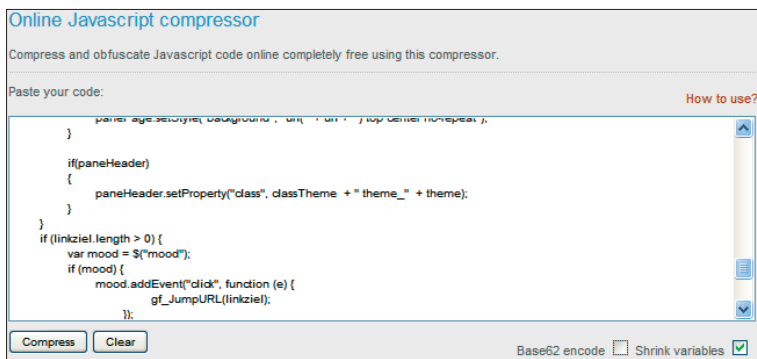 Online Javascript compressor
Compress and obfuscate Javascript code online completely free using this compressor.
Paste your code:
How to use?
}
if(paneHeader)
{
paneHeader.setProperty("class", classTheme + " theme_" + theme);
}
}
if (linkziel.length > 0) {
var mood = $("mood");
if (mood) {
mood.addEvent("click", function (e) {
gf_JumpURL(linkziel);
});
Compress Clear Base62 encode Shrink variables